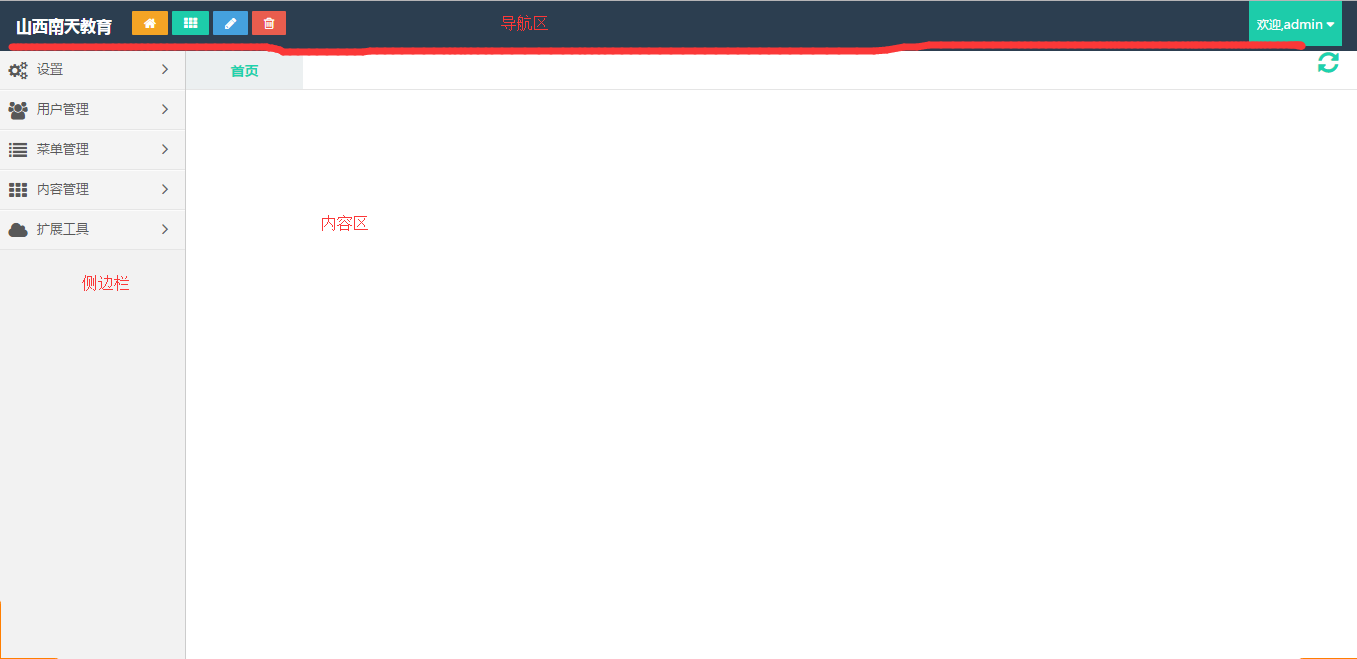 山西南天教育
导航区
欢迎,admin
设置
首页
用户管理
菜单管理
内容管理
内容区
扩展工具
侧边栏